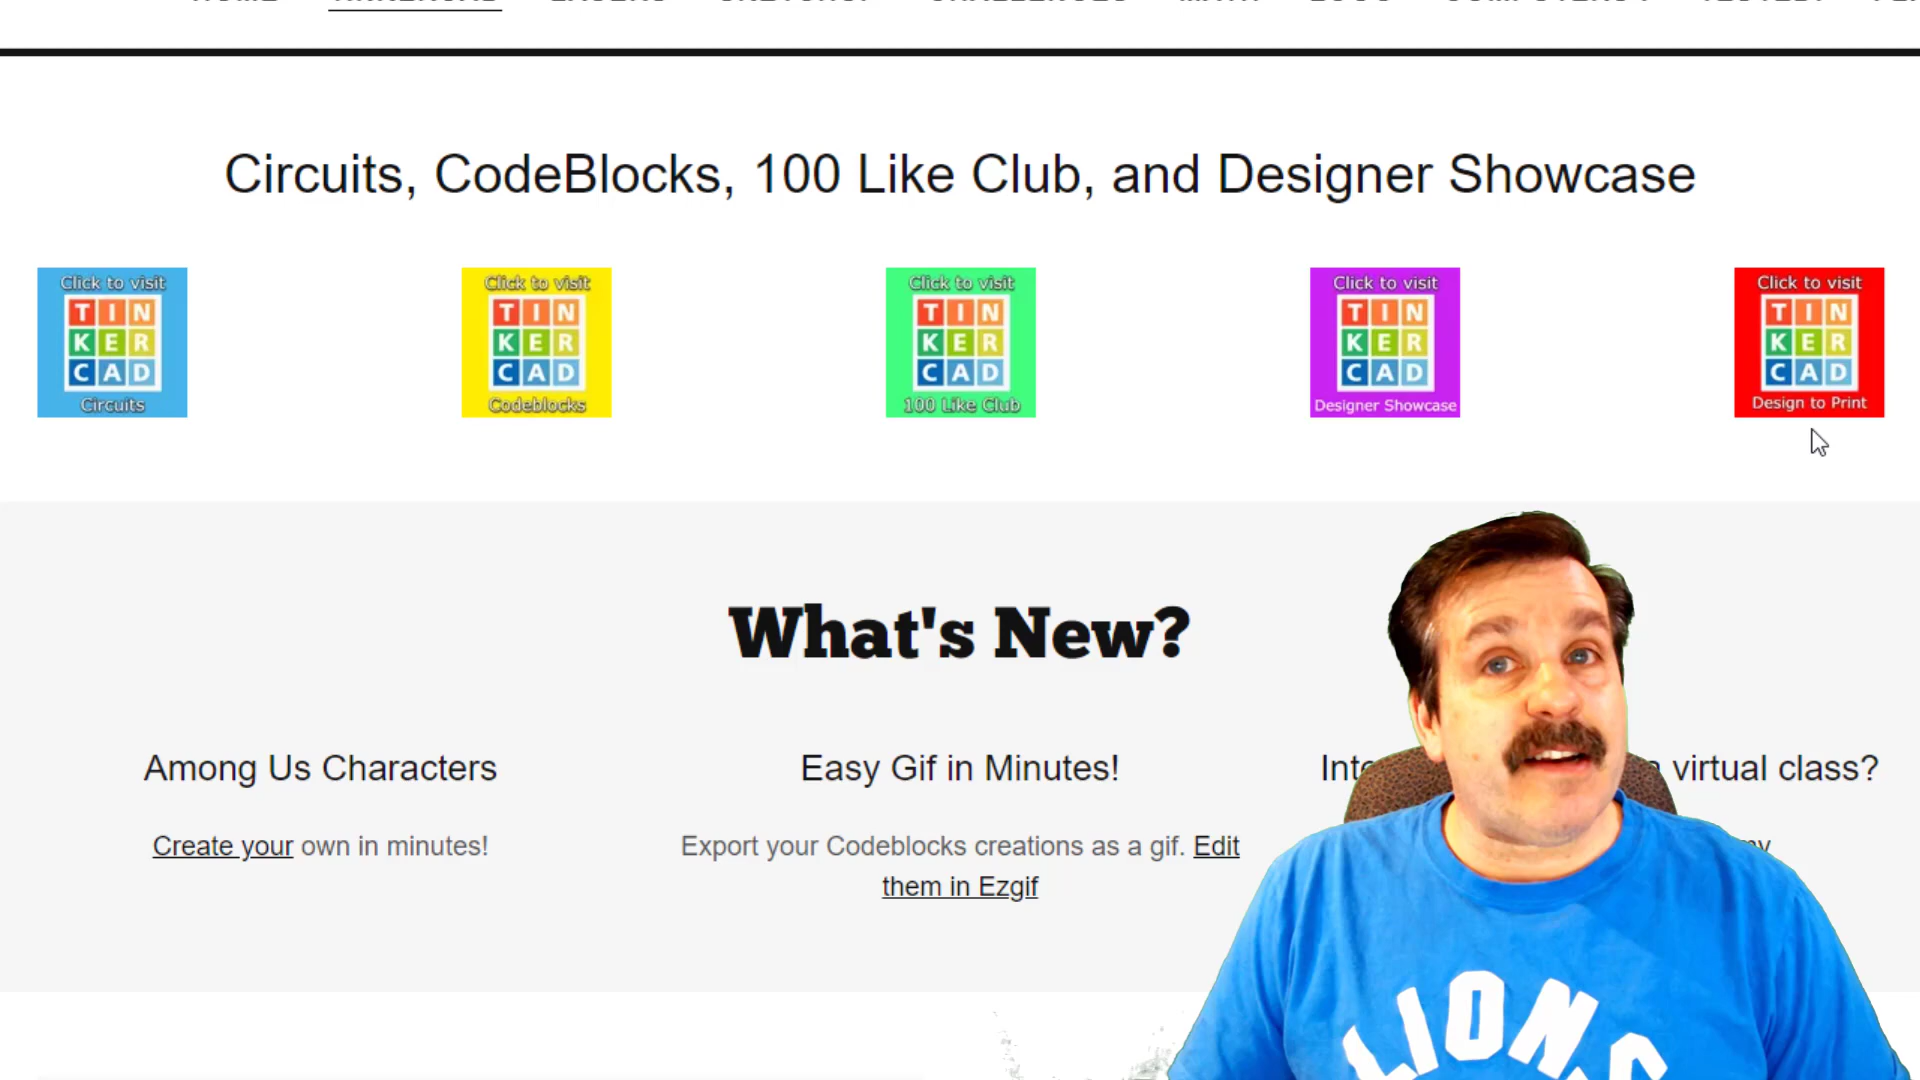 Circuits, CodeBlocks, 100 Like Club, and Designer Showcase
Click to visit
TIN
KER
CAD
Circuits
Click to visit
TIN
KER
CAD
Codeblocks
Click to visit
TIN
KER
CAD
100 Like Club
Click to visit
TIN
KER
CAD
Designer Showcase
Click to visit
TIN
KER
CAD
Design to Print
What's New?
Among Us Characters
Create your own in minutes!
Easy Gif in Minutes!
Export your Codeblocks creations as a gif. Edit
them in Ezgif
virtual class?
LIONS